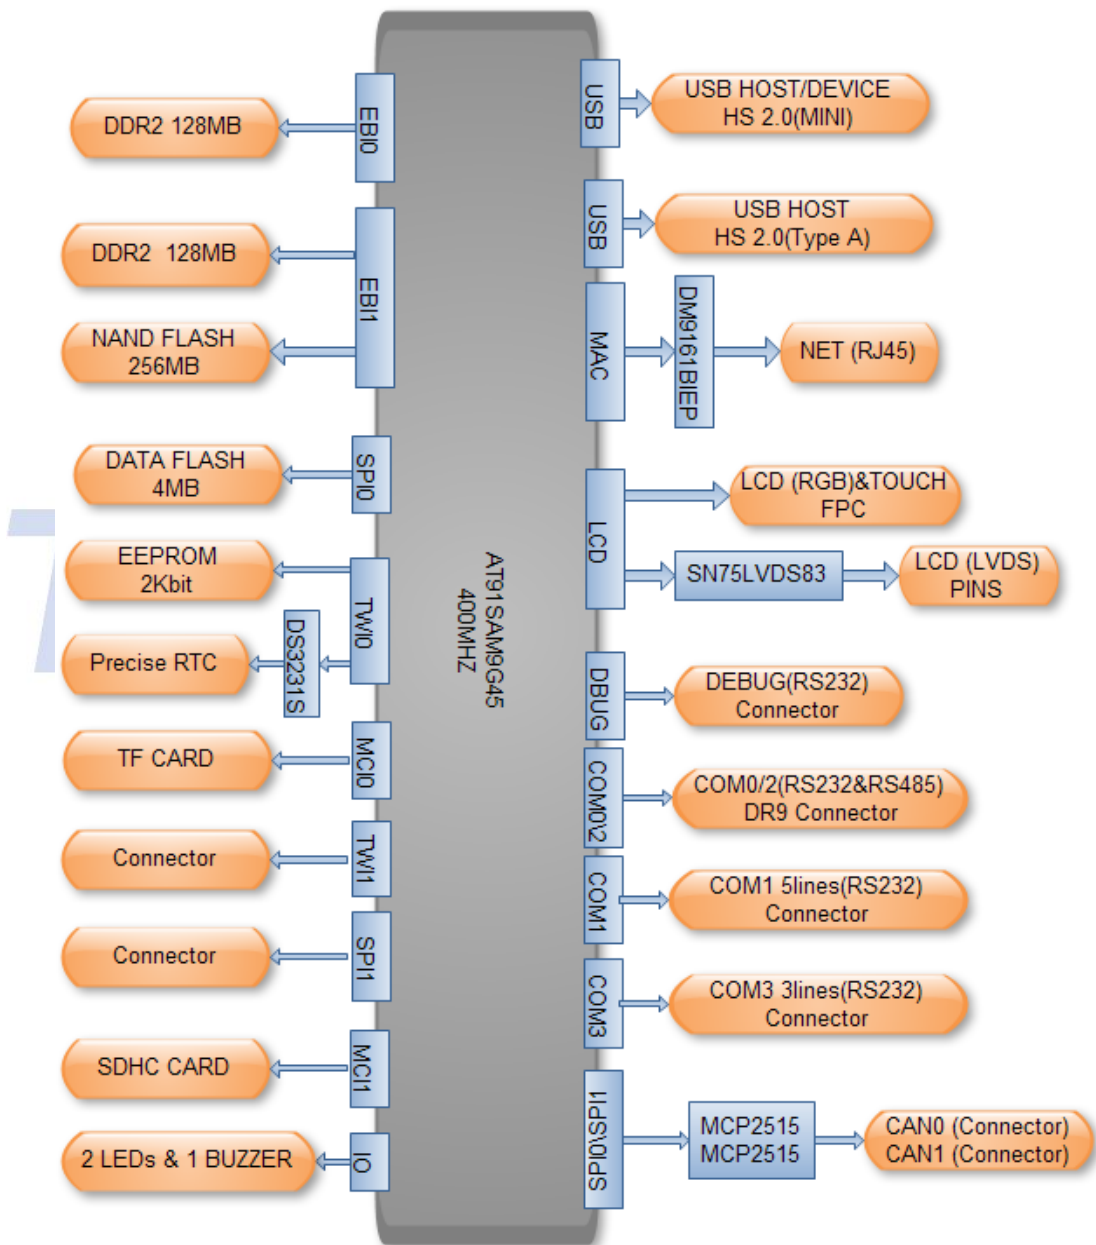 EBI0
DDR2 128MB
EBI1
DDR2  128MB
NAND FLASH
256MB
SPI0
DATA FLASH
4MB
TWI0
EEPROM
2Kbit
DS3231S
Precise RTC
MCI0
TF CARD
TWI1
Connector
SPI1
Connector
MCI1
SDHC CARD
IO
2 LEDs & 1 BUZZER
AT91SAM9G45
400MHZ
USB
USB HOST/DEVICE
HS 2.0(MINI)
USB
USB HOST
HS 2.0(Type A)
MAC
DM9161BIEP
NET (RJ45)
LCD
LCD (RGB)&TOUCH
FPC
SN75LVDS83
LCD (LVDS)
PINS
DBUG
DEBUG(RS232)
Connector
COM0\2
COM0/2(RS232&RS485)
DR9 Connector
COM1
COM1 5lines(RS232)
Connector
COM3
COM3 3lines(RS232)
Connector
SPI0\SPI1
MCP2515
MCP2515
CAN0 (Connector)
CAN1 (Connector)